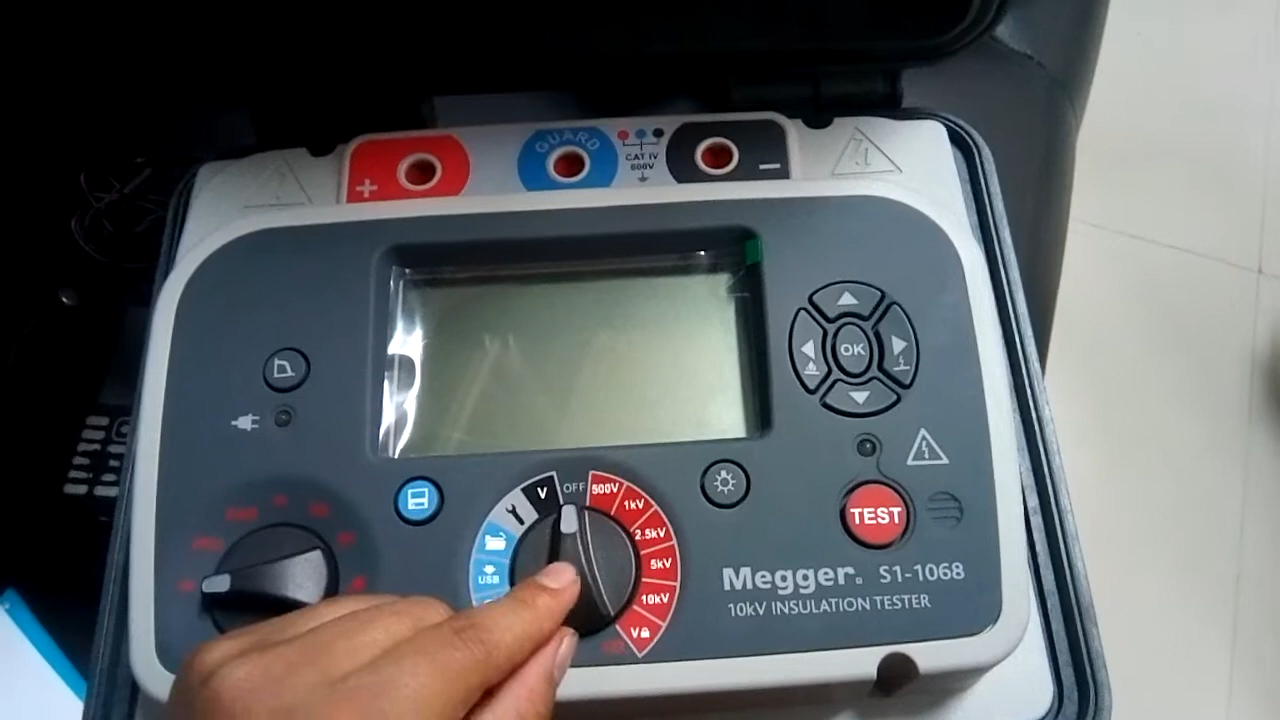 +
GUARD
CAT IV
600V
−
OK
V
OFF
500V
1kV
2.5kV
5kV
10kV
V
USB
TEST
Megger. S1-1068
10kV INSULATION TESTER